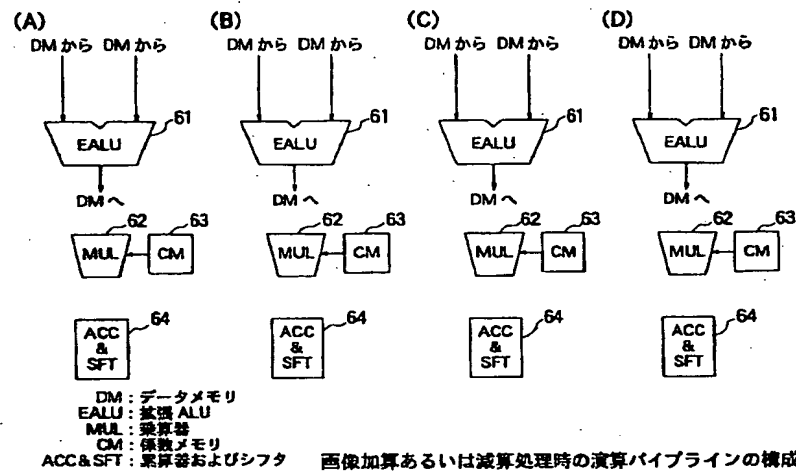 (A) (B) (C) (D)
DMから DMから DMから DMから DMから DMから DMから DMから
61 61 61 61
EALU EALU EALU EALU
DMへ DMへ DMへ DMへ
62 63 62 63 62 63 62 63
MUL CM MUL CM MUL CM MUL CM
64 64 64 64
ACC ACC ACC ACC
& & & &
SFT SFT SFT SFT
DM:データメモリ
EALU:拡張ALU
MUL:乗算器
CM:係数メモリ
ACC&SFT:累算器およびシフタ 画像加算あるいは減算処理時の演算パイプラインの構成